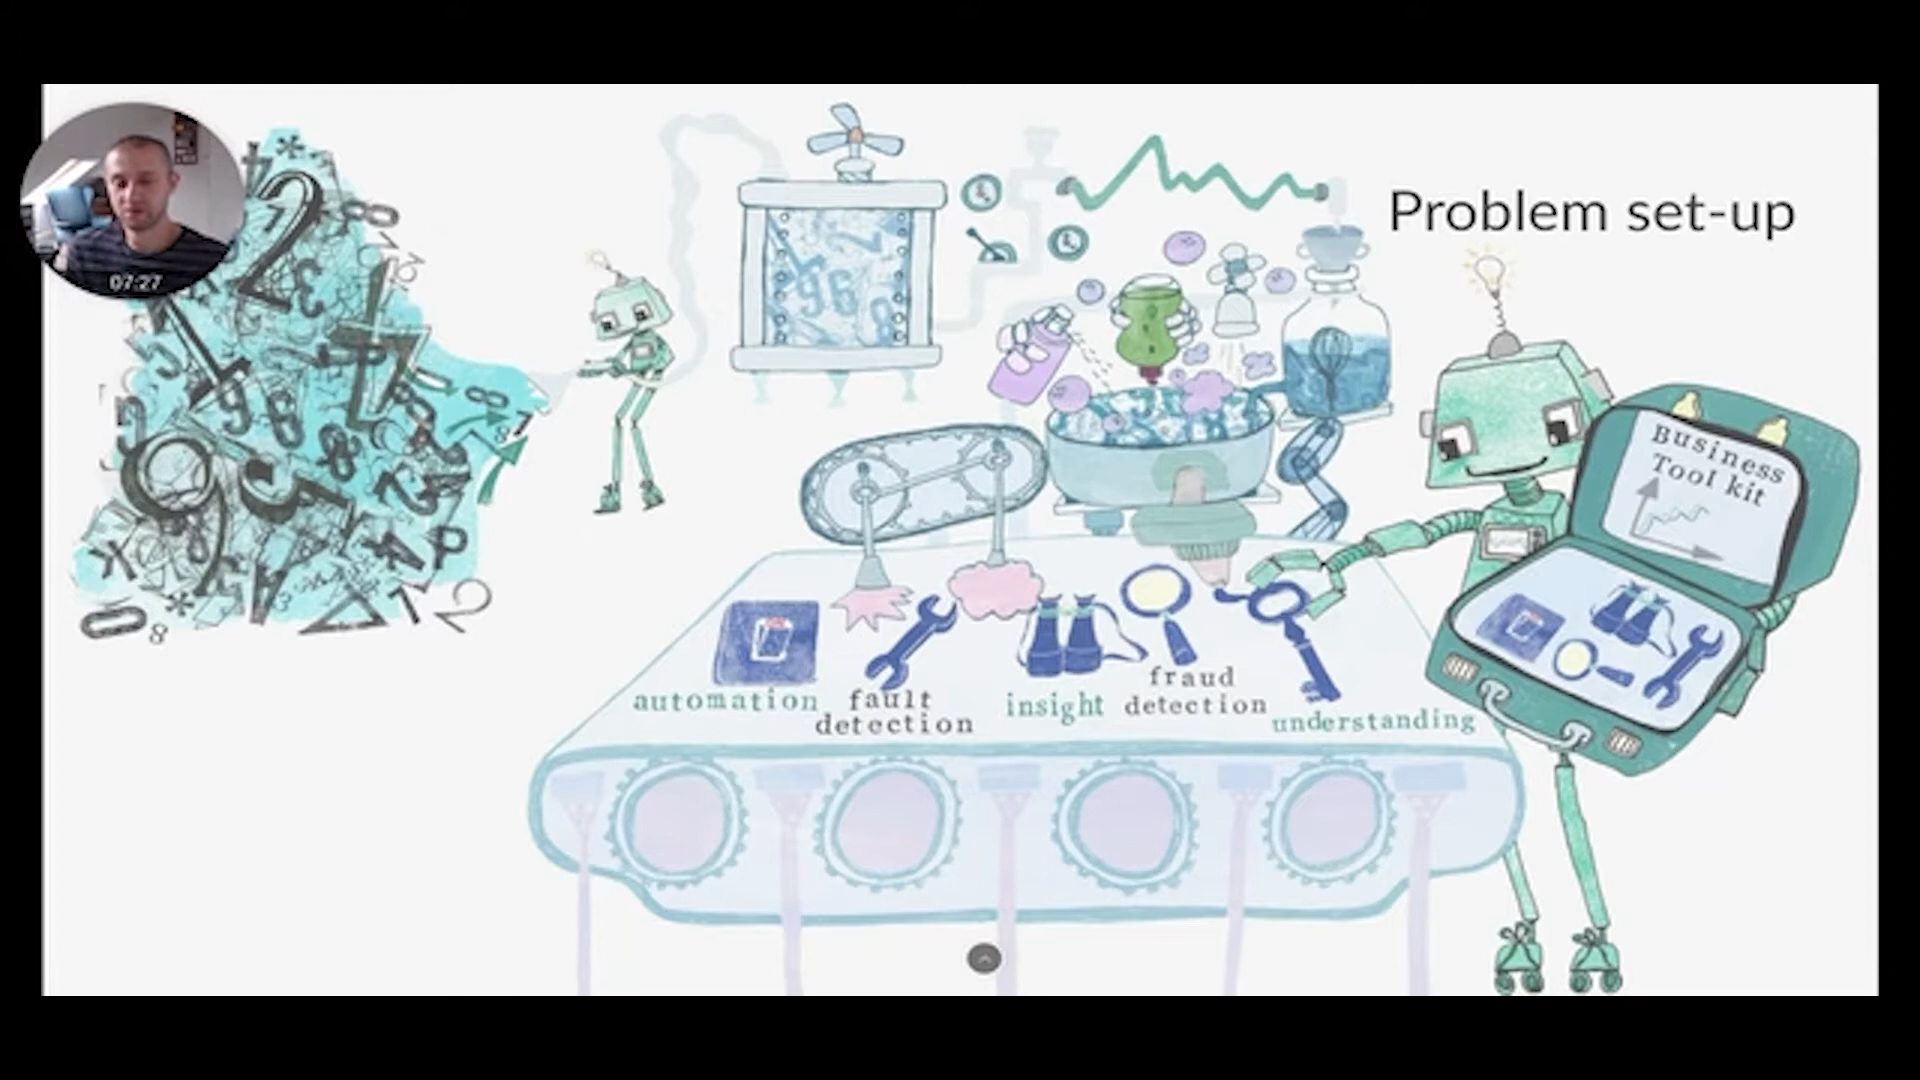 07:27
Problem set-up
Business
Tool kit
automation
fault
detection
insight
fraud
detection
understanding